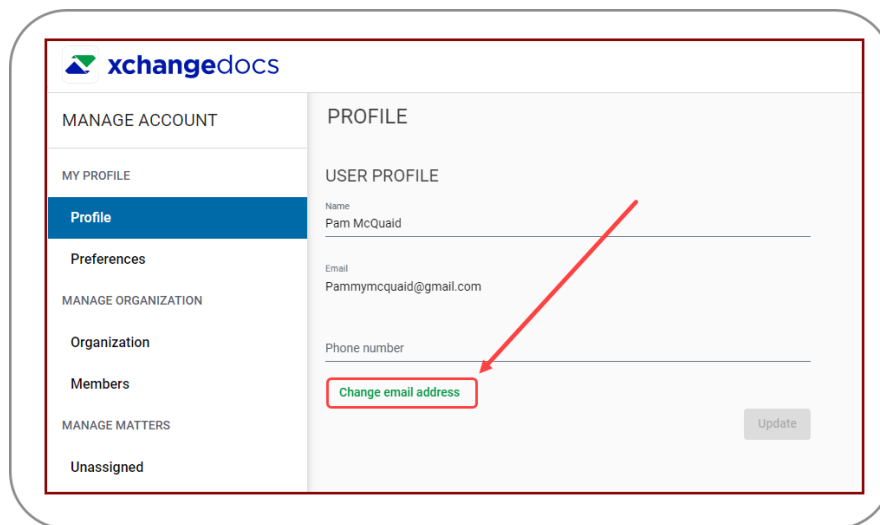 xchangedocs
MANAGE ACCOUNT
MY PROFILE
Profile
Preferences
MANAGE ORGANIZATION
Organization
Members
MANAGE MATTERS
Unassigned
PROFILE
USER PROFILE
Name
Pam McQuaid
Email
Pammymcquaid@gmail.com
Phone number
Change email address
Update